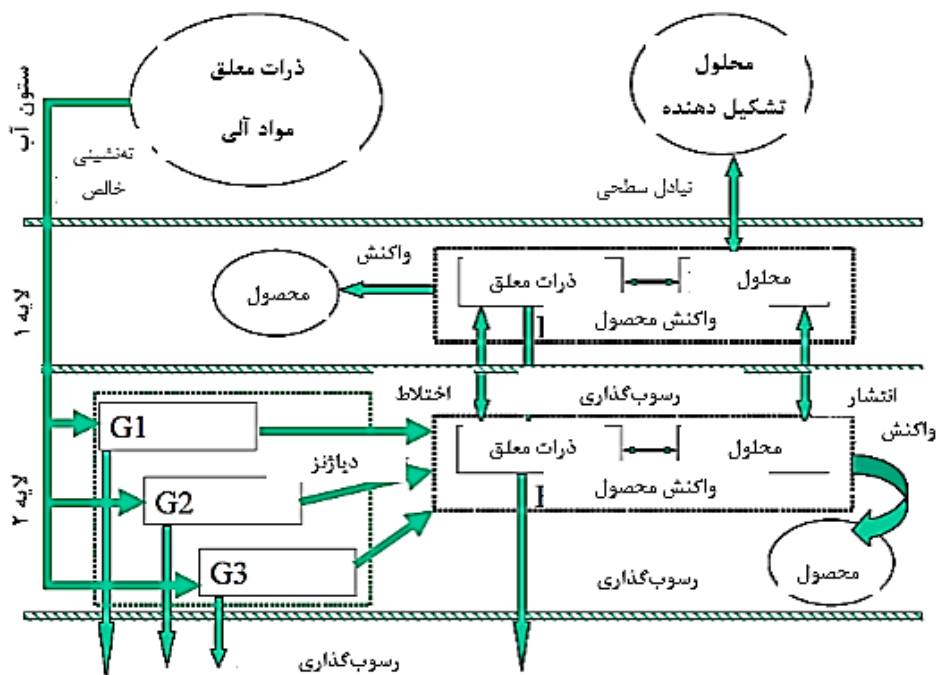 ستون آب
ذرات معلق
مواد آلی
محلول
تشکیل دهنده
ته‌نشینی
خالص
تبادل سطحی
لایه ۱
واکنش
محصول
ذرات معلق
محلول
واکنش محصول
لایه ۲
اختلاط
رسوب‌گذاری
انتشار
واکنش
G1
دیاژنز
G2
G3
ذرات معلق
محلول
واکنش محصول
محصول
رسوب‌گذاری
رسوب‌گذاری